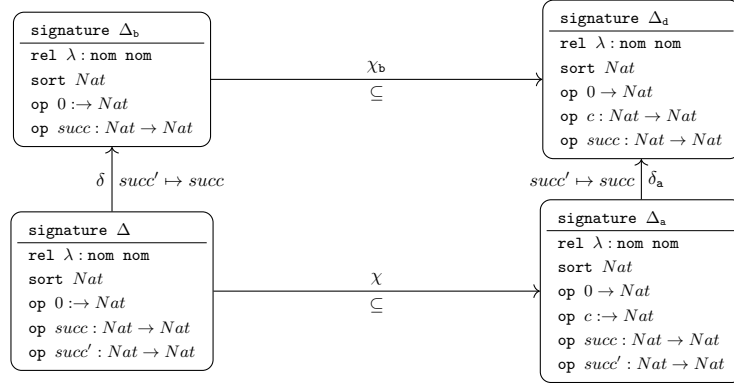 signature Δ_b
rel λ : nom nom
sort Nat
op 0 :→ Nat
op succ : Nat → Nat
signature Δ_d
rel λ : nom nom
sort Nat
op 0 → Nat
op c : Nat → Nat
op succ : Nat → Nat
χ_b
⊆
δ succ′ ↦ succ
succ′ ↦ succ δ_a
signature Δ
rel λ : nom nom
sort Nat
op 0 :→ Nat
op succ : Nat → Nat
op succ′ : Nat → Nat
signature Δ_a
rel λ : nom nom
sort Nat
op 0 → Nat
op c :→ Nat
op succ : Nat → Nat
op succ′ : Nat → Nat
χ
⊆